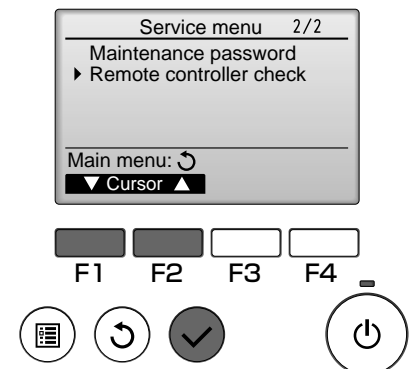 Service menu 2/2
Maintenance password
Remote controller check
Main menu:
▼ Cursor ▲
F1 F2 F3 F4